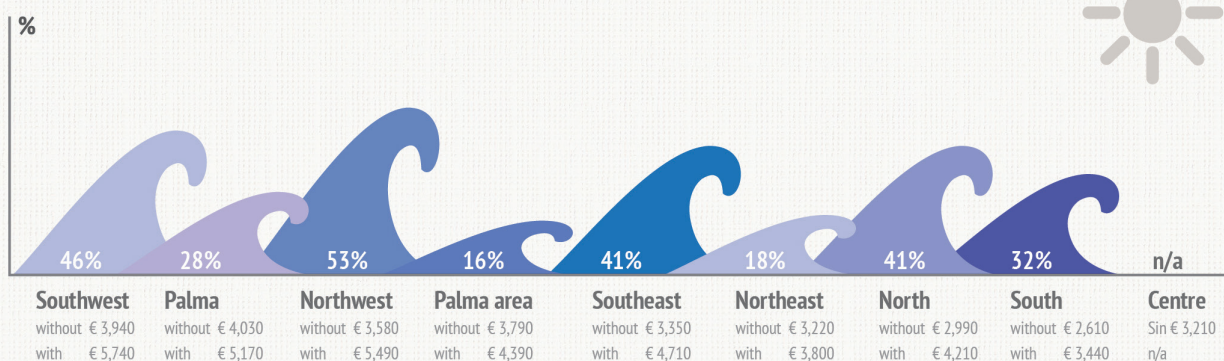 %
46% 28% 53% 16% 41% 18% 41% 32% n/a
Southwest Palma Northwest Palma area Southeast Northeast North South Centre
without € 3,940 without € 4,030 without € 3,580 without € 3,790 without € 3,350 without € 3,220 without € 2,990 without € 2,610 Sin € 3,210
with € 5,740 with € 5,170 with € 5,490 with € 4,390 with € 4,710 with € 3,800 with € 4,210 with € 3,440 n/a